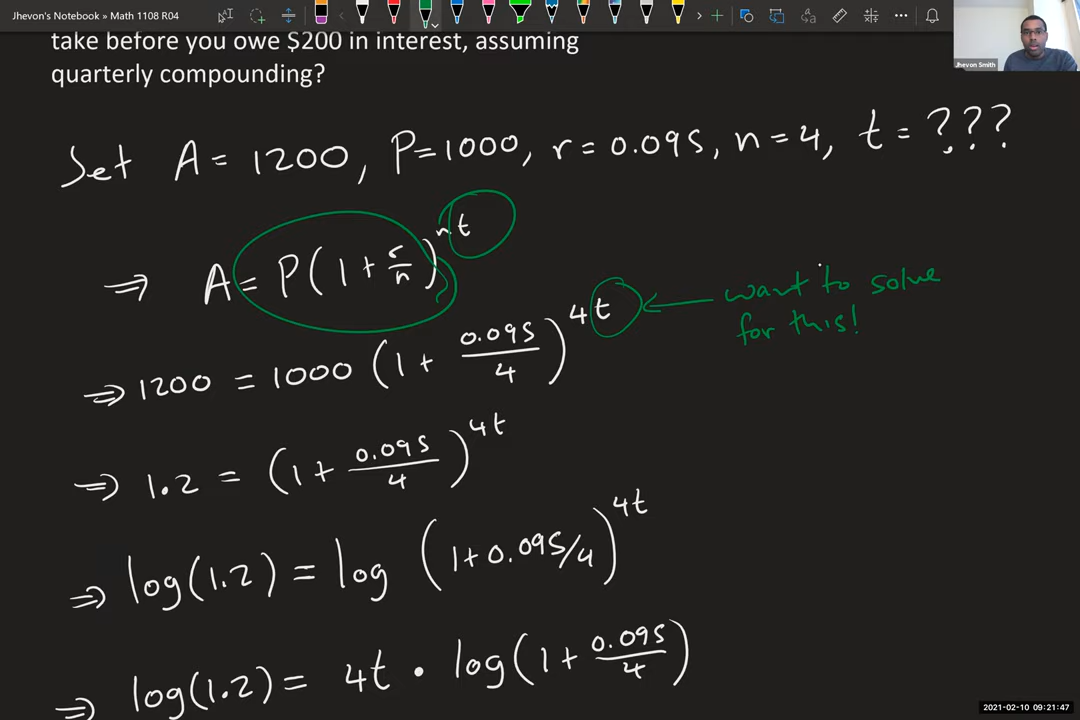 Jhevon's Notebook » Math 1108 R04
Jhevon Smith
take before you owe $200 in interest, assuming
quarterly compounding?
Set A = 1200, P=1000, r = 0.095, n = 4, t = ???
⇒ A = P(1 + r/n)^nt
want to solve
for this!
⇒ 1200 = 1000 (1 + 0.095/4)^4t
⇒ 1.2 = (1 + 0.095/4)^4t
⇒ log(1.2) = log (1+0.095/4)^4t
⇒ log(1.2) = 4t · log(1 + 0.095/4)
2021-02-10 09:21:47